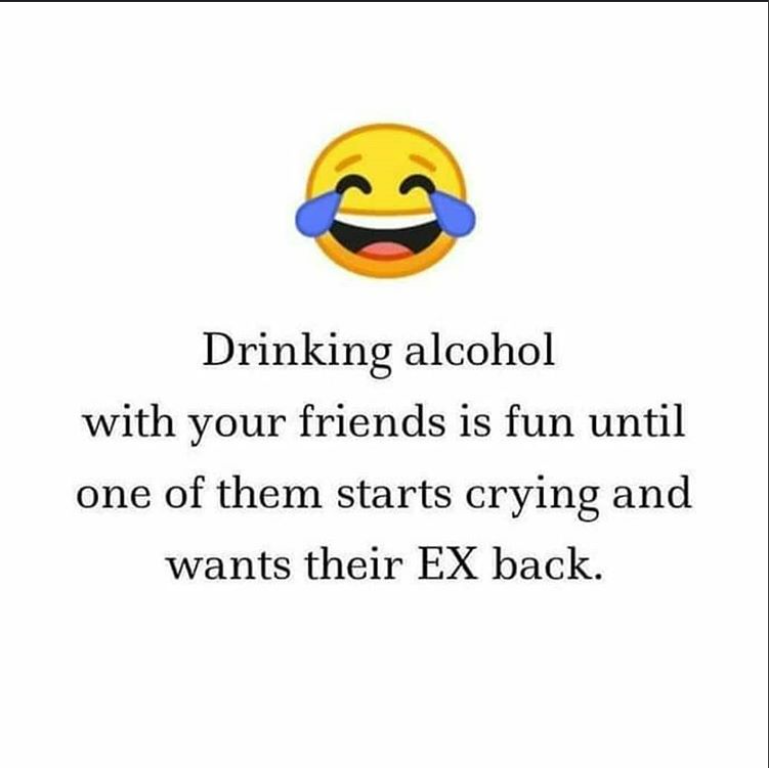 Drinking alcohol
with your friends is fun until
one of them starts crying and
wants their EX back.